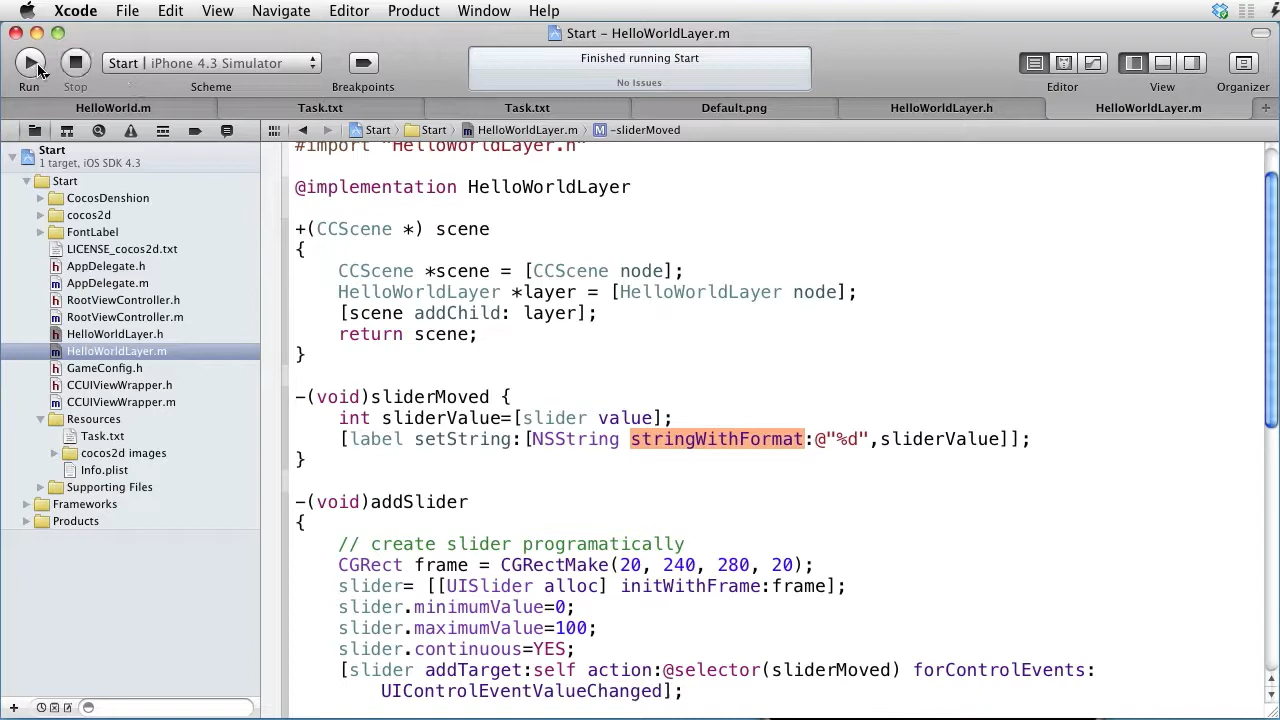 Xcode File Edit View Navigate Editor Product Window Help
Start – HelloWorldLayer.m
Start | iPhone 4.3 Simulator
Finished running Start
No Issues
Run Stop Scheme Breakpoints Editor View Organizer
HelloWorld.m Task.txt Task.txt Default.png HelloWorldLayer.h HelloWorldLayer.m
Start Start HelloWorldLayer.m -sliderMoved
Start
1 target, iOS SDK 4.3
Start
CocosDenshion
cocos2d
FontLabel
LICENSE_cocos2d.txt
AppDelegate.h
AppDelegate.m
RootViewController.h
RootViewController.m
HelloWorldLayer.h
HelloWorldLayer.m
GameConfig.h
CCUIViewWrapper.h
CCUIViewWrapper.m
Resources
Task.txt
cocos2d images
Info.plist
Supporting Files
Frameworks
Products
#import "HelloWorldLayer.h"
@implementation HelloWorldLayer
+(CCScene *) scene
{
CCScene *scene = [CCScene node];
HelloWorldLayer *layer = [HelloWorldLayer node];
[scene addChild: layer];
return scene;
}
-(void)sliderMoved {
int sliderValue=[slider value];
[label setString:[NSString stringWithFormat:@"%d",sliderValue]];
}
-(void)addSlider
{
// create slider programatically
CGRect frame = CGRectMake(20, 240, 280, 20);
slider= [[UISlider alloc] initWithFrame:frame];
slider.minimumValue=0;
slider.maximumValue=100;
slider.continuous=YES;
[slider addTarget:self action:@selector(sliderMoved) forControlEvents:
UIControlEventValueChanged];